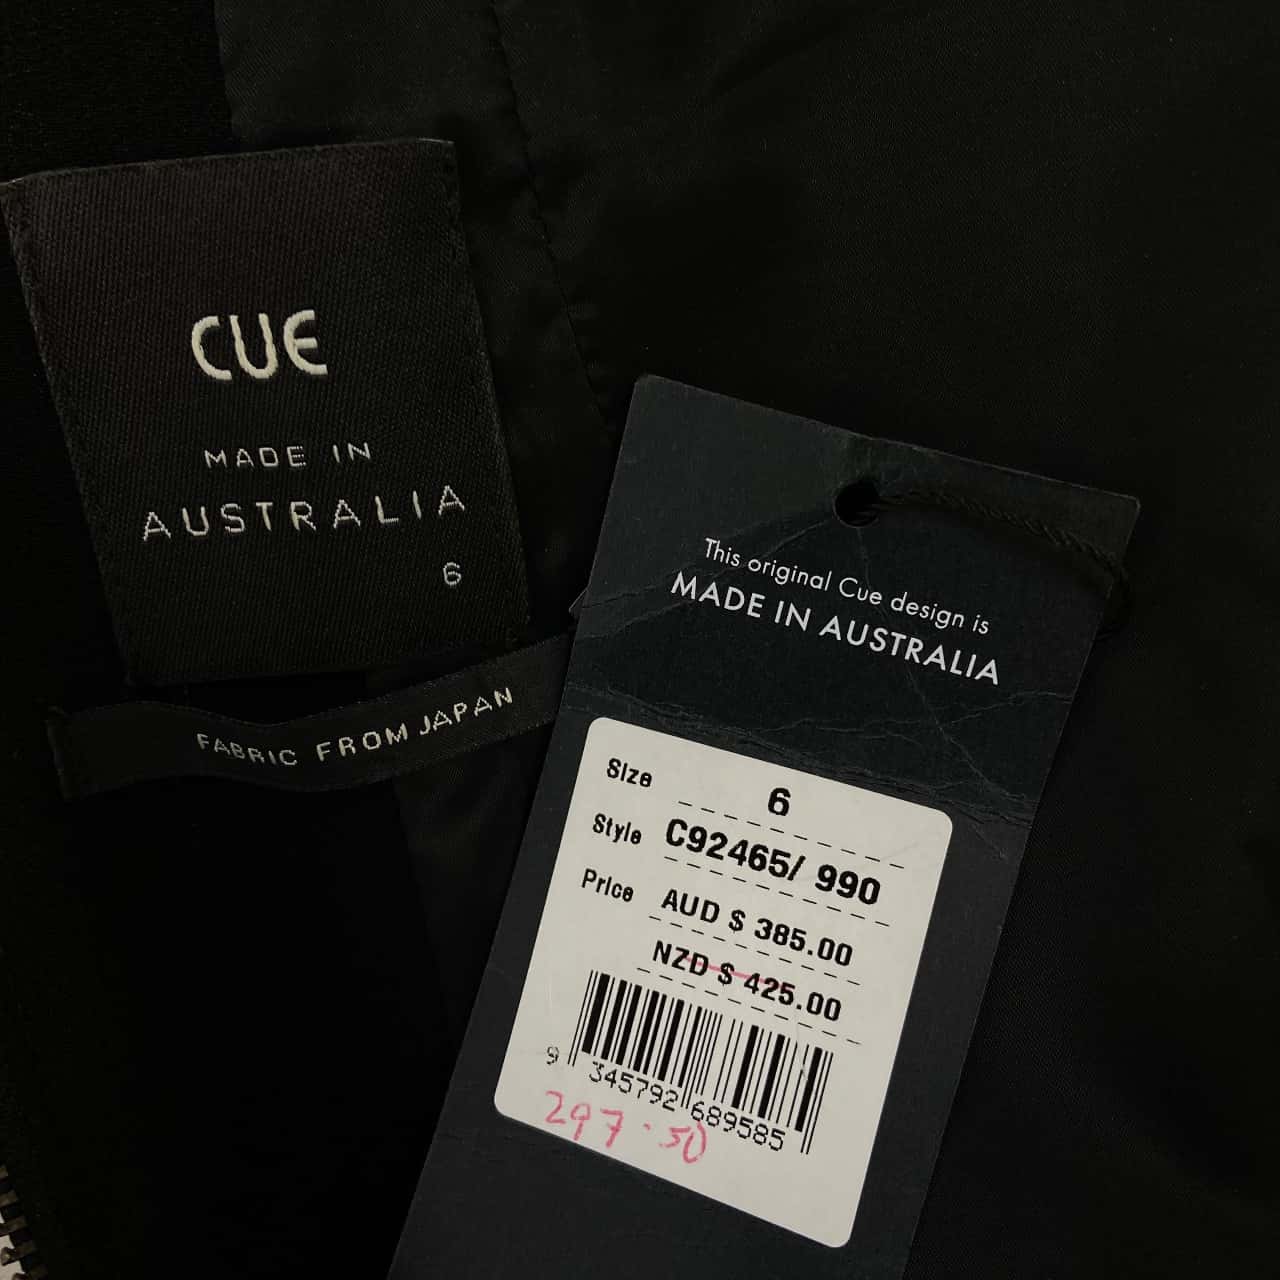 CUE
MADE IN
AUSTRALIA
6
FABRIC FROM JAPAN
This original Cue design is
MADE IN AUSTRALIA
Size 6
Style C92465/ 990
Price AUD $ 385.00
NZD $ 425.00
9 345792 689585
297.50